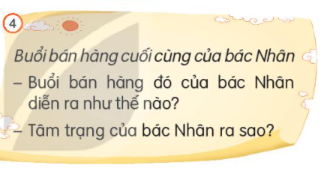 4
Buổi bán hàng cuối cùng của bác Nhân
– Buổi bán hàng đó của bác Nhân
diễn ra như thế nào?
– Tâm trạng của bác Nhân ra sao?